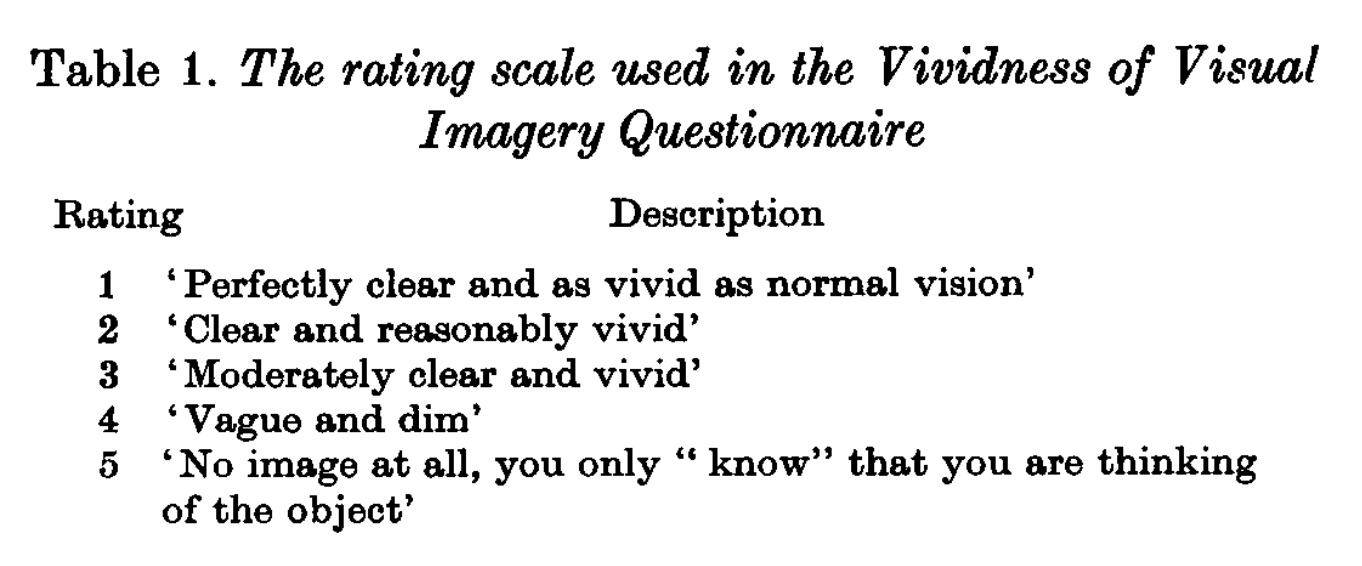 Table 1. The rating scale used in the Vividness of Visual
Imagery Questionnaire
Rating Description
1 ‘Perfectly clear and as vivid as normal vision’
2 ‘Clear and reasonably vivid’
3 ‘Moderately clear and vivid’
4 ‘Vague and dim’
5 ‘No image at all, you only “ know” that you are thinking
of the object’